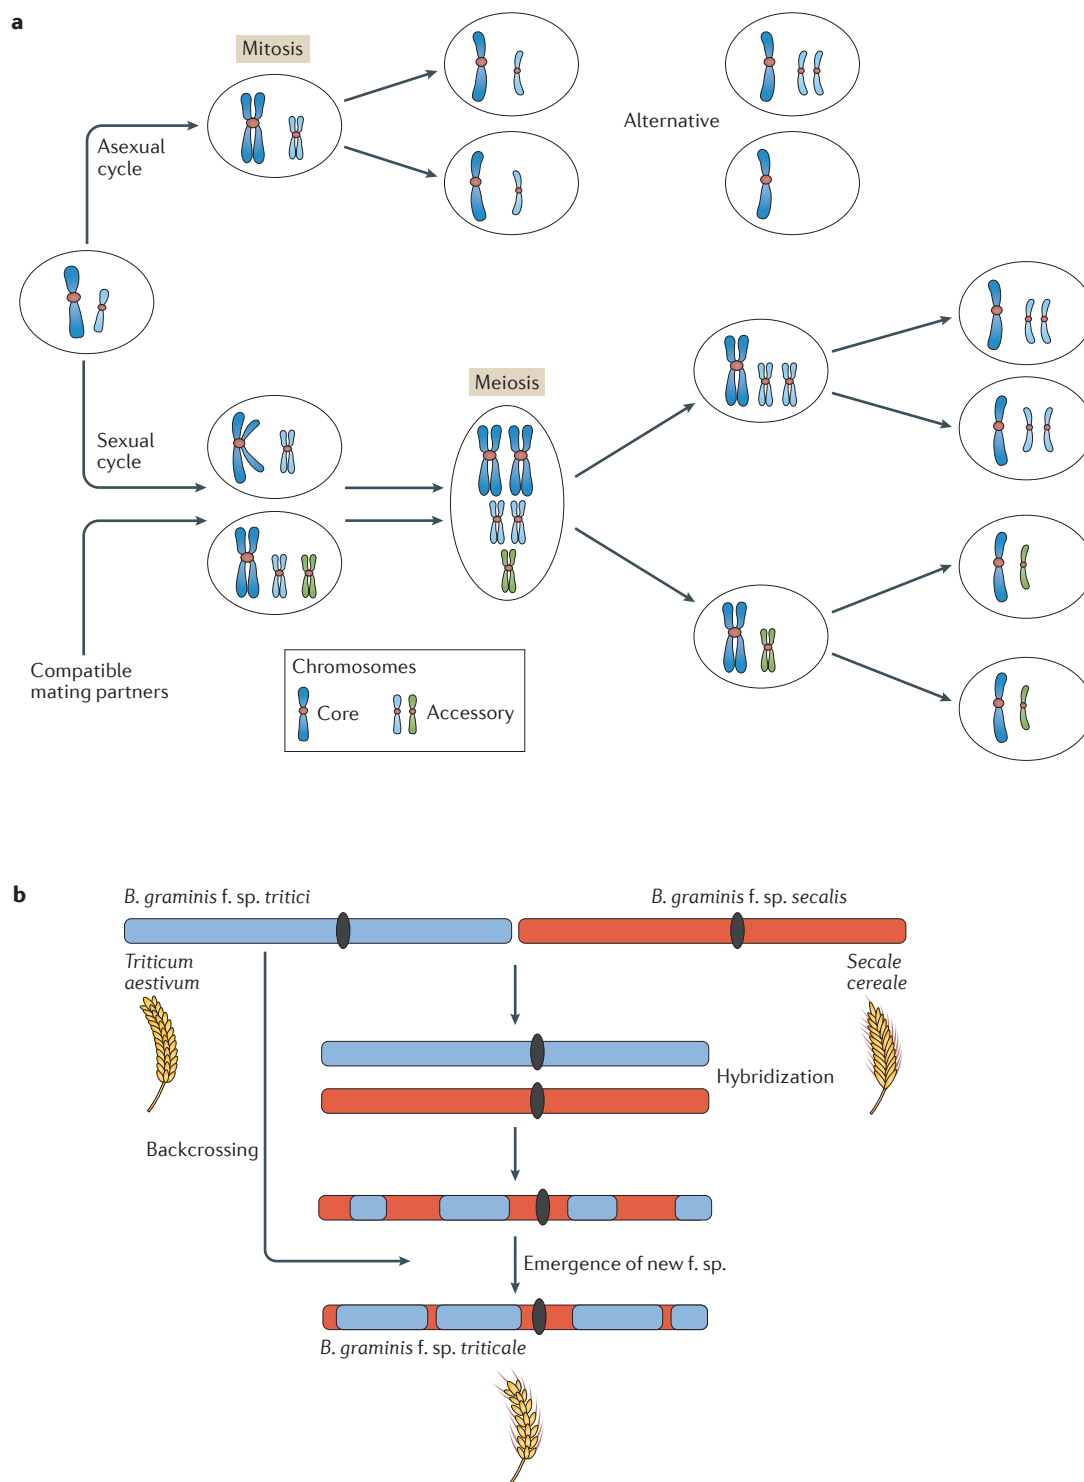 a
Mitosis
Alternative
Asexual
cycle
Meiosis
Sexual
cycle
Compatible
mating partners
Chromosomes
Core
Accessory
b
B. graminis f. sp. tritici
B. graminis f. sp. secalis
Triticum
aestivum
Secale
cereale
Hybridization
Backcrossing
Emergence of new f. sp.
B. graminis f. sp. triticale